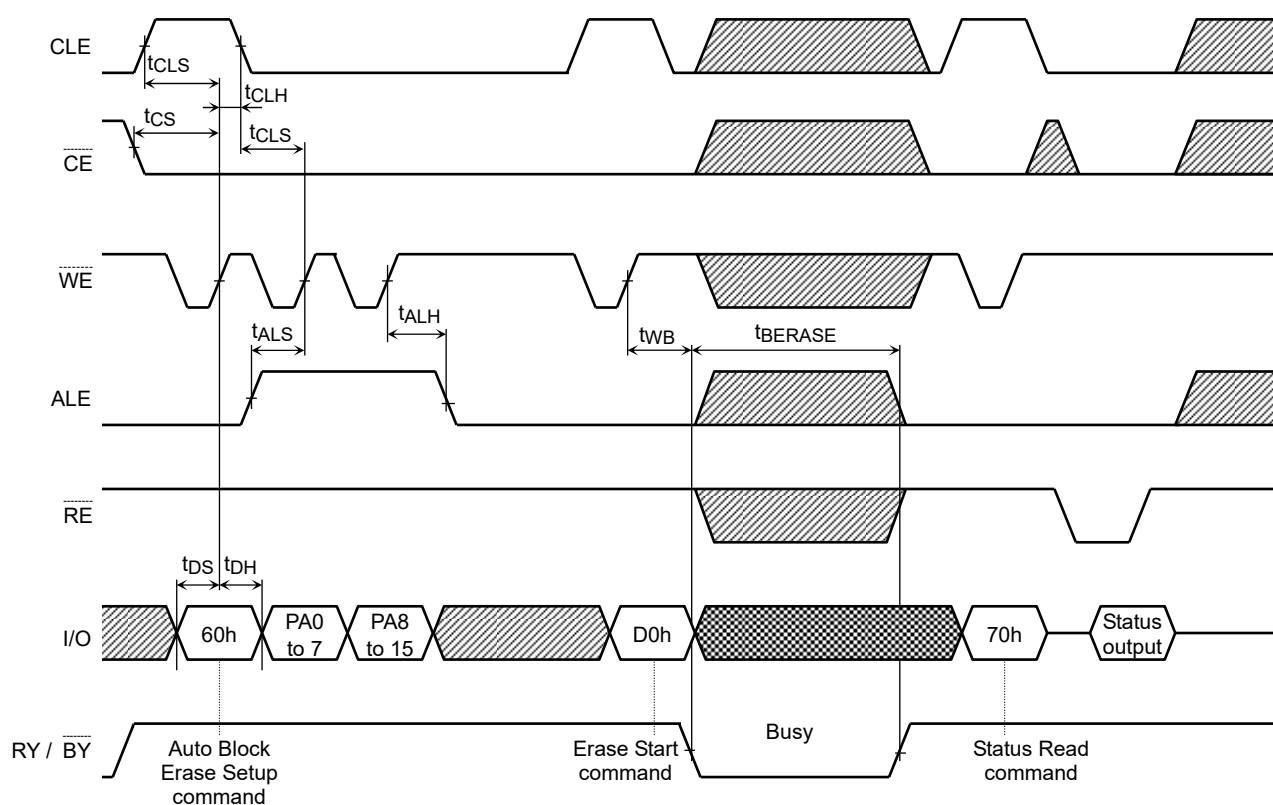 CLE
tCLS
tCLH
tCS
tCLS
CE
WE
tALS
tALH
tWB
tBERASE
ALE
RE
tDS
tDH
I/O
60h
PA0
to 7
PA8
to 15
D0h
70h
Status
output
RY / BY
Busy
Auto Block
Erase Setup
command
Erase Start
command
Status Read
command